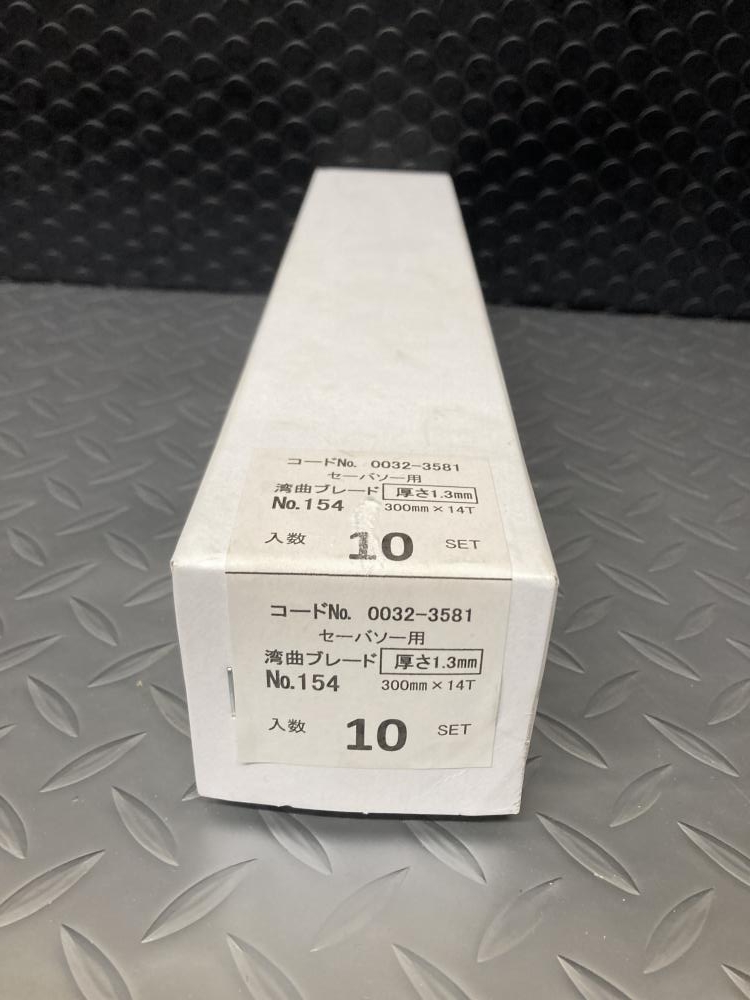 コードNo. 0032-3581
セーバソー用
湾曲ブレード 厚さ1.3mm
No.154 300mm×14T
入数 10 SET
コードNo. 0032-3581
セーバソー用
湾曲ブレード 厚さ1.3mm
No.154 300mm×14T
入数 10 SET